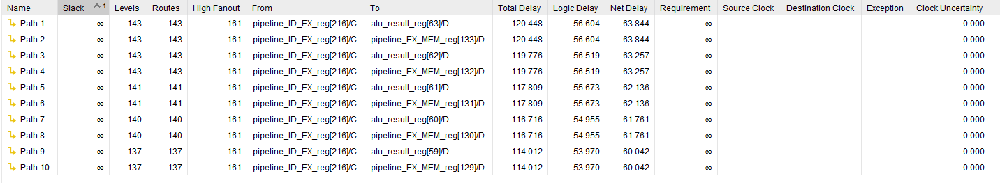 Name Slack ^1 Levels Routes High Fanout From To Total Delay Logic Delay Net Delay Requirement Source Clock Destination Clock Exception Clock Uncertainty
Path 1 ∞ 143 143 161 pipeline_ID_EX_reg[216]/C alu_result_reg[63]/D 120.448 56.604 63.844 ∞ 0.000
Path 2 ∞ 143 143 161 pipeline_ID_EX_reg[216]/C pipeline_EX_MEM_reg[133]/D 120.448 56.604 63.844 ∞ 0.000
Path 3 ∞ 143 143 161 pipeline_ID_EX_reg[216]/C alu_result_reg[62]/D 119.776 56.519 63.257 ∞ 0.000
Path 4 ∞ 143 143 161 pipeline_ID_EX_reg[216]/C pipeline_EX_MEM_reg[132]/D 119.776 56.519 63.257 ∞ 0.000
Path 5 ∞ 141 141 161 pipeline_ID_EX_reg[216]/C alu_result_reg[61]/D 117.809 55.673 62.136 ∞ 0.000
Path 6 ∞ 141 141 161 pipeline_ID_EX_reg[216]/C pipeline_EX_MEM_reg[131]/D 117.809 55.673 62.136 ∞ 0.000
Path 7 ∞ 140 140 161 pipeline_ID_EX_reg[216]/C alu_result_reg[60]/D 116.716 54.955 61.761 ∞ 0.000
Path 8 ∞ 140 140 161 pipeline_ID_EX_reg[216]/C pipeline_EX_MEM_reg[130]/D 116.716 54.955 61.761 ∞ 0.000
Path 9 ∞ 137 137 161 pipeline_ID_EX_reg[216]/C alu_result_reg[59]/D 114.012 53.970 60.042 ∞ 0.000
Path 10 ∞ 137 137 161 pipeline_ID_EX_reg[216]/C pipeline_EX_MEM_reg[129]/D 114.012 53.970 60.042 ∞ 0.000